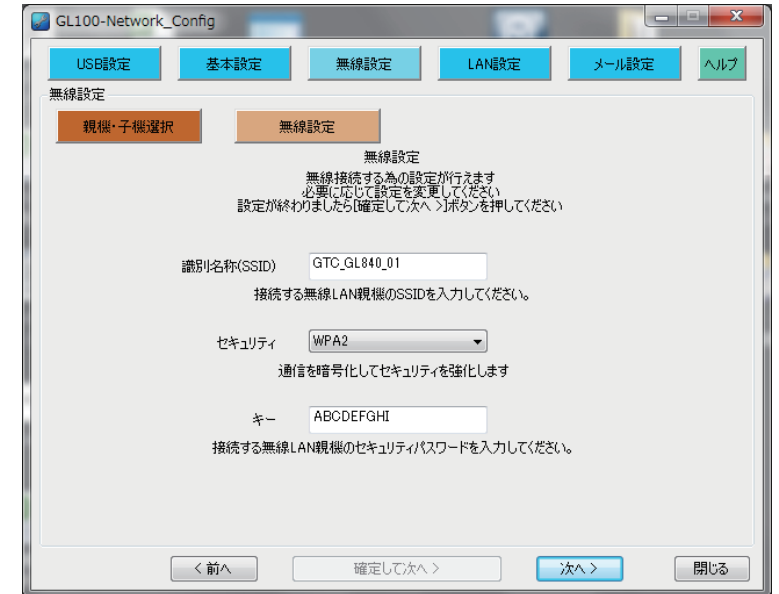 GL100-Network_Config
USB設定 基本設定 無線設定 LAN設定 メール設定 ヘルプ
無線設定
親機・子機選択 無線設定
無線設定
無線接続する為の設定が行えます
必要に応じて設定を変更してください
設定が終わりましたら[確定して次へ >]ボタンを押してください
識別名称(SSID) GTC_GL840_01
接続する無線LAN親機のSSIDを入力してください。
セキュリティ WPA2
通信を暗号化してセキュリティを強化します
キー ABCDEFGHI
接続する無線LAN親機のセキュリティパスワードを入力してください。
< 前へ 確定して次へ > 次へ > 閉じる